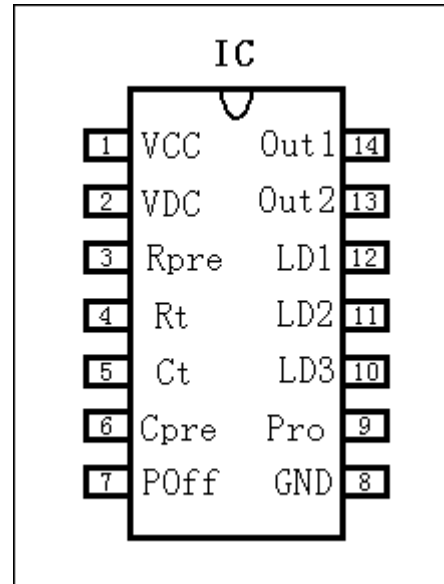 IC
1 VCC Out1 14
2 VDC Out2 13
3 Rpre LD1 12
4 Rt LD2 11
5 Ct LD3 10
6 Cpre Pro 9
7 POff GND 8